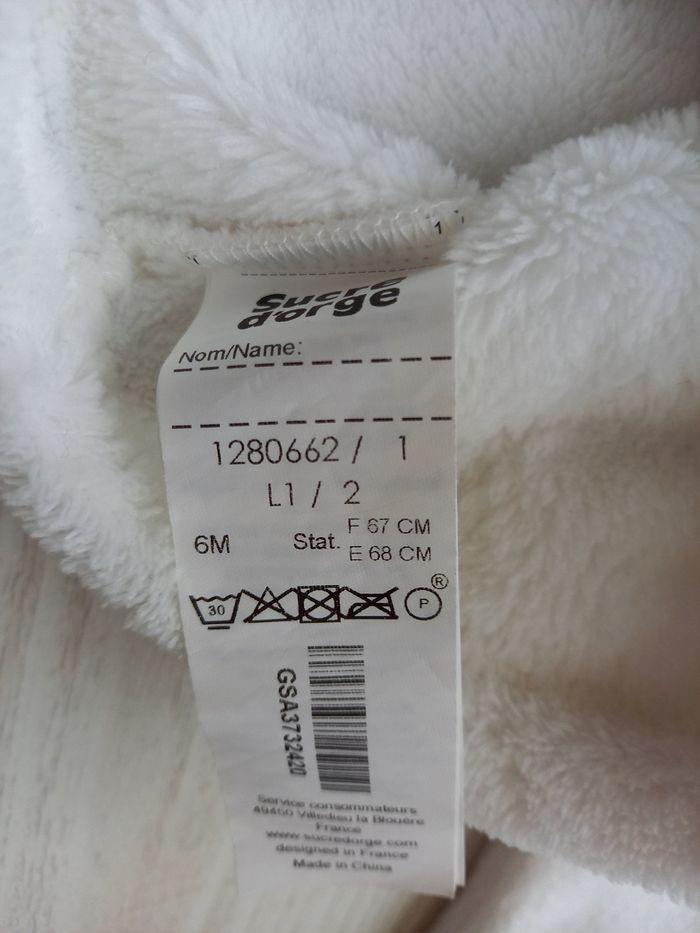 Sucre
d'orge
Nom/Name:
1280662 / 1
L1 / 2
6M Stat. F 67 CM
E 68 CM
30 P ®
GSA3732420
Service consommateurs
49450 Villedieu la Blouère
France
www.sucredorge.com
designed in France
Made in China